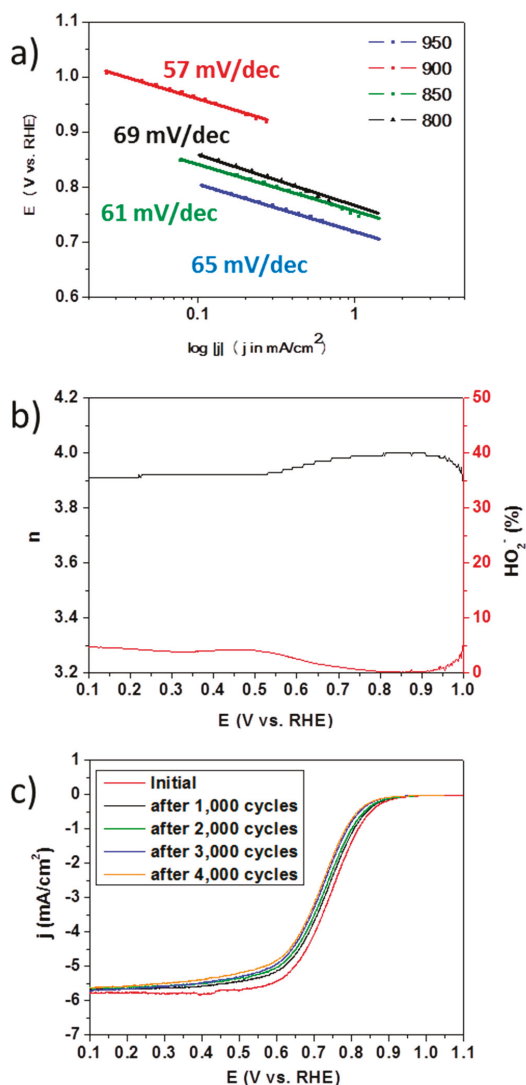 a)
1.1
1.0
0.9
0.8
0.7
0.6
E (V vs. RHE)
57 mV/dec
69 mV/dec
61 mV/dec
65 mV/dec
950
900
850
800
0.1
1
log |j| ( j in mA/cm²)
b)
4.2
4.0
3.8
3.6
3.4
3.2
n
50
40
30
20
10
0
HO₂⁻ (%)
0.1 0.2 0.3 0.4 0.5 0.6 0.7 0.8 0.9 1.0
E (V vs. RHE)
c)
1
0
-1
-2
-3
-4
-5
-6
-7
j (mA/cm²)
Initial
after 1,000 cycles
after 2,000 cycles
after 3,000 cycles
after 4,000 cycles
0.1 0.2 0.3 0.4 0.5 0.6 0.7 0.8 0.9 1.0 1.1
E (V vs. RHE)